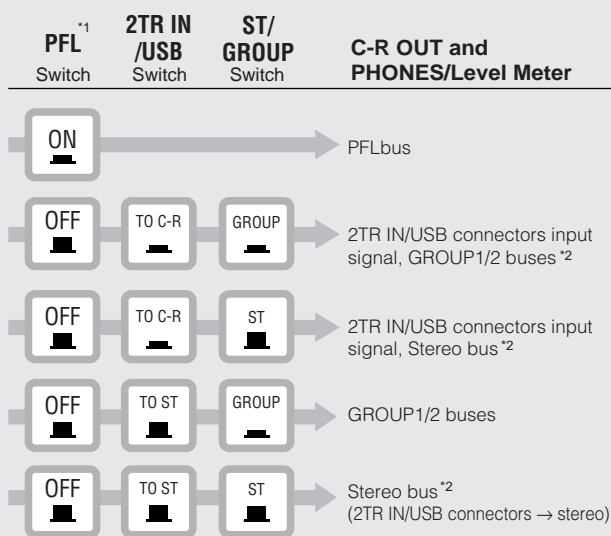 PFL*1
Switch
2TR IN
/USB
Switch
ST/
GROUP
Switch
C-R OUT and
PHONES/Level Meter
ON
PFLbus
OFF
TO C-R
GROUP
2TR IN/USB connectors input
signal, GROUP1/2 buses*2
OFF
TO C-R
ST
2TR IN/USB connectors input
signal, Stereo bus*2
OFF
TO ST
GROUP
GROUP1/2 buses
OFF
TO ST
ST
Stereo bus*2
(2TR IN/USB connectors → stereo)